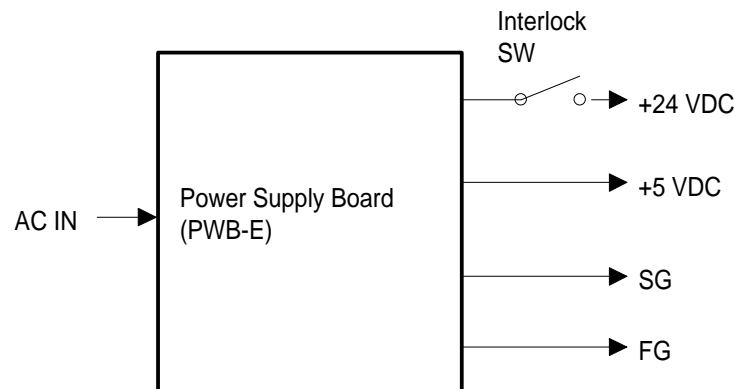 Interlock
SW
+24 VDC
Power Supply Board
(PWB-E)
+5 VDC
AC IN
SG
FG